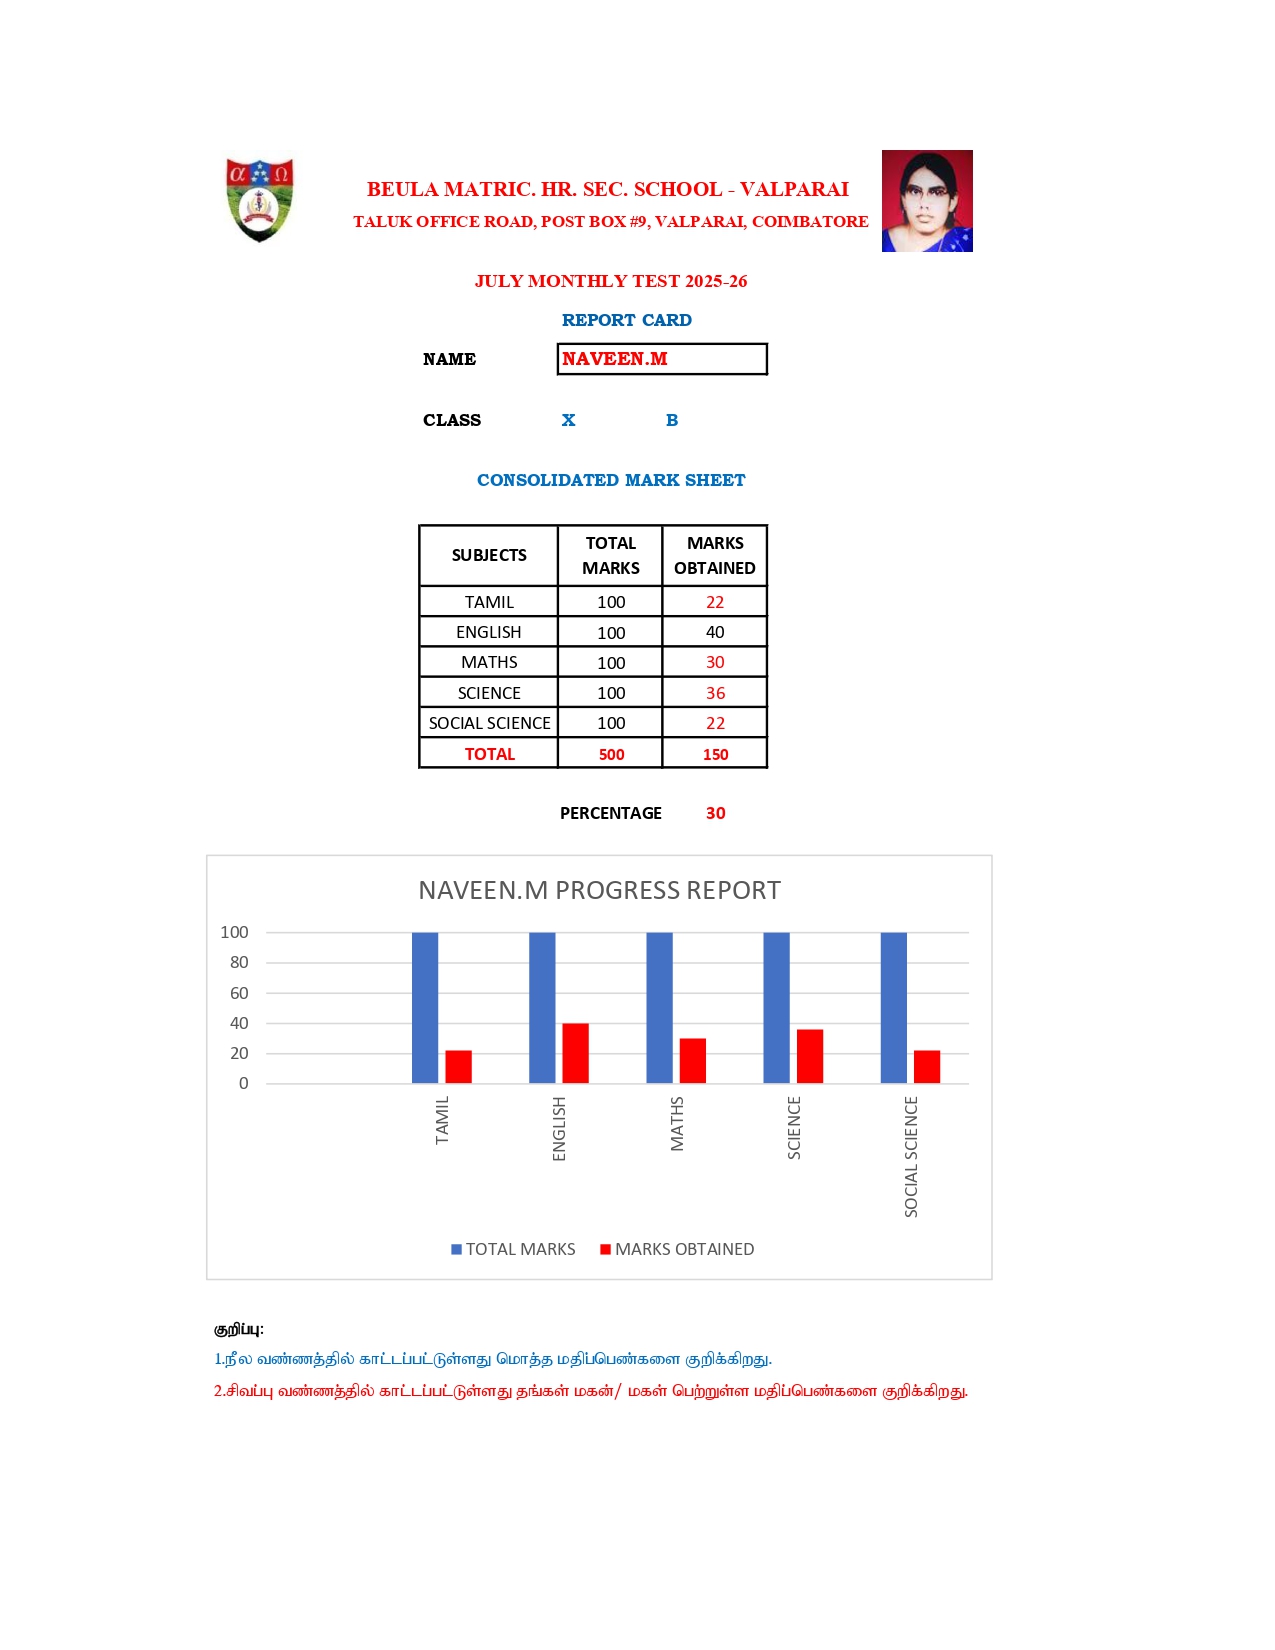 α Ω
BEULA MATRIC. HR. SEC. SCHOOL - VALPARAI
TALUK OFFICE ROAD, POST BOX #9, VALPARAI, COIMBATORE
JULY MONTHLY TEST 2025-26
REPORT CARD
NAME NAVEEN.M
CLASS X B
CONSOLIDATED MARK SHEET
SUBJECTS TOTAL MARKS MARKS OBTAINED
TAMIL 100 22
ENGLISH 100 40
MATHS 100 30
SCIENCE 100 36
SOCIAL SCIENCE 100 22
TOTAL 500 150
PERCENTAGE 30
NAVEEN.M PROGRESS REPORT
100
80
60
40
20
0
TAMIL
ENGLISH
MATHS
SCIENCE
SOCIAL SCIENCE
TOTAL MARKS MARKS OBTAINED
குறிப்பு:
1.நீல வண்ணத்தில் காட்டப்பட்டுள்ளது மொத்த மதிப்பெண்களை குறிக்கிறது.
2.சிவப்பு வண்ணத்தில் காட்டப்பட்டுள்ளது தங்கள் மகன்/ மகள் பெற்றுள்ள மதிப்பெண்களை குறிக்கிறது.